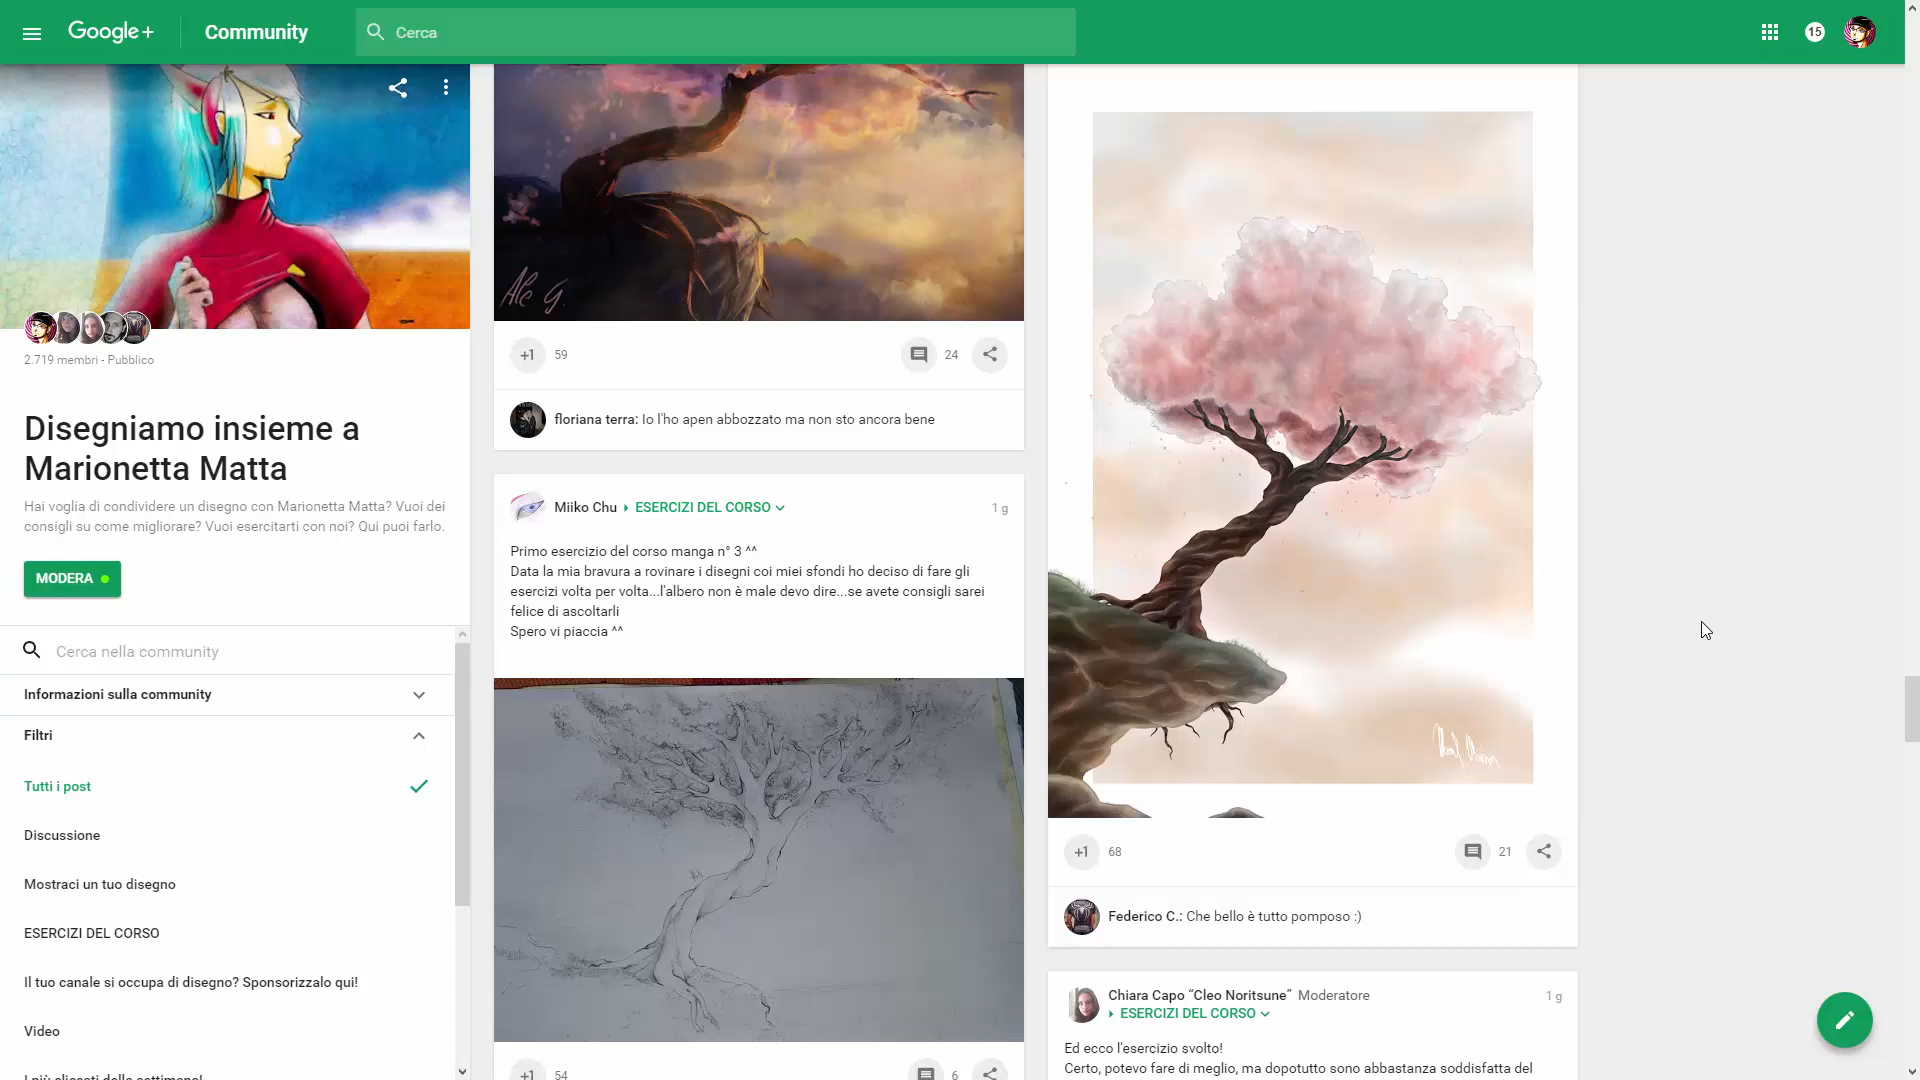 Google+
Community
Cerca
15
2.719 membri - Pubblico
Disegniamo insieme a
Marionetta Matta
Hai voglia di condividere un disegno con Marionetta Matta? Vuoi dei
consigli su come migliorare? Vuoi esercitarti con noi? Qui puoi farlo.
MODERA
Cerca nella community
Informazioni sulla community
Filtri
Tutti i post
Discussione
Mostraci un tuo disegno
ESERCIZI DEL CORSO
Il tuo canale si occupa di disegno? Sponsorizzalo qui!
Video
Ale G.
+1 59 24
floriana terra: Io l'ho apen abbozzato ma non sto ancora bene
Miiko Chu ESERCIZI DEL CORSO 1 g
Primo esercizio del corso manga n° 3 ^^
Data la mia bravura a rovinare i disegni coi miei sfondi ho deciso di fare gli
esercizi volta per volta...l'albero non è male devo dire...se avete consigli sarei
felice di ascoltarli
Spero vi piaccia ^^
+1 54 6
+1 68 21
Federico C.: Che bello è tutto pomposo :)
Chiara Capo “Cleo Noritsune” Moderatore 1 g
ESERCIZI DEL CORSO
Ed ecco l'esercizio svolto!
Certo, potevo fare di meglio, ma dopotutto sono abbastanza soddisfatta del